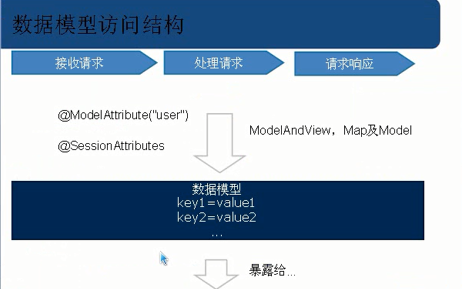 数据模型访问结构
接收请求
处理请求
请求响应
@ModelAttribute("user")
ModelAndView，Map及Model
@SessionAttributes
数据模型
key1=value1
key2=value2
...
暴露给...